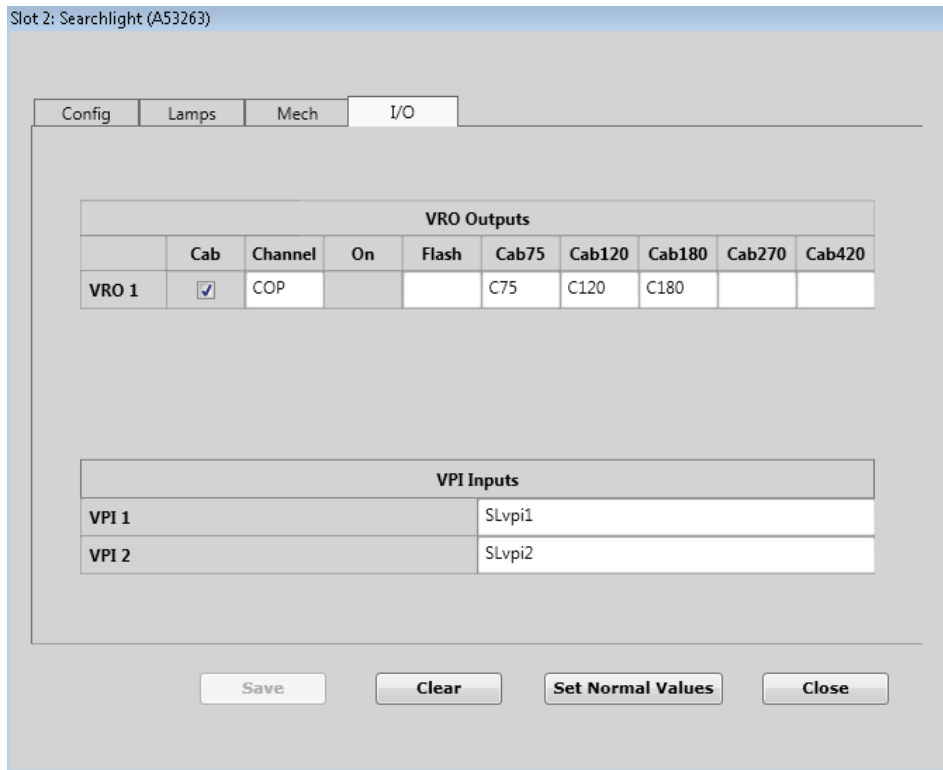 Slot 2: Searchlight (A53263)
Config Lamps Mech I/O
VRO Outputs
Cab Channel On Flash Cab75 Cab120 Cab180 Cab270 Cab420
VRO 1 COP C75 C120 C180
VPI Inputs
VPI 1 SLvpi1
VPI 2 SLvpi2
Save Clear Set Normal Values Close